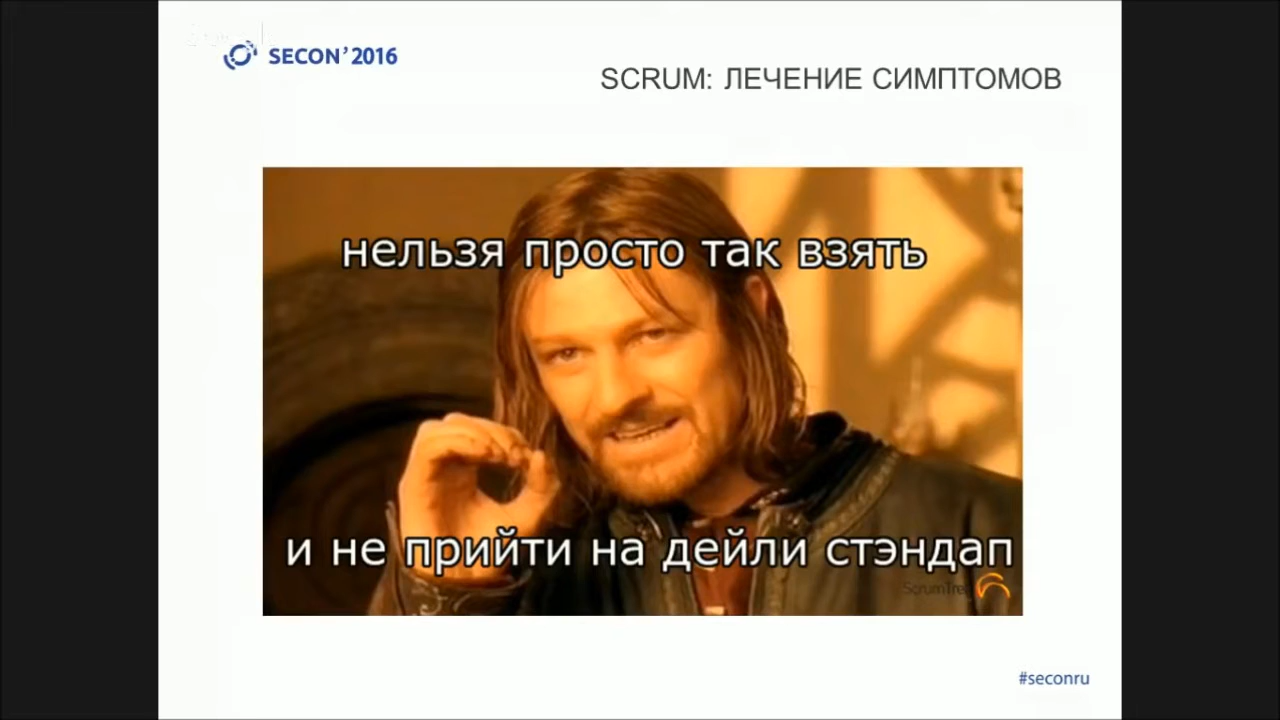 SECON’2016
SCRUM: ЛЕЧЕНИЕ СИМПТОМОВ
нельзя просто так взять
и не прийти на дейли стэндап
#seconru